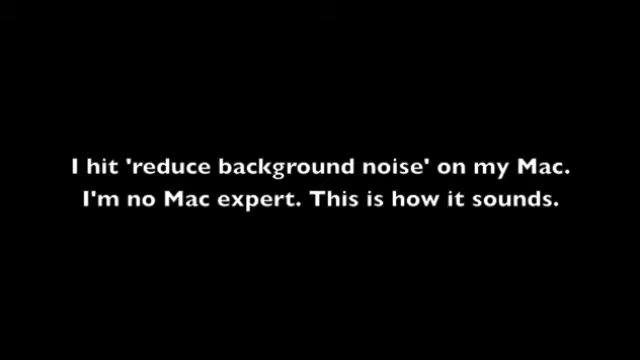 I hit 'reduce background noise' on my Mac.
I'm no Mac expert. This is how it sounds.